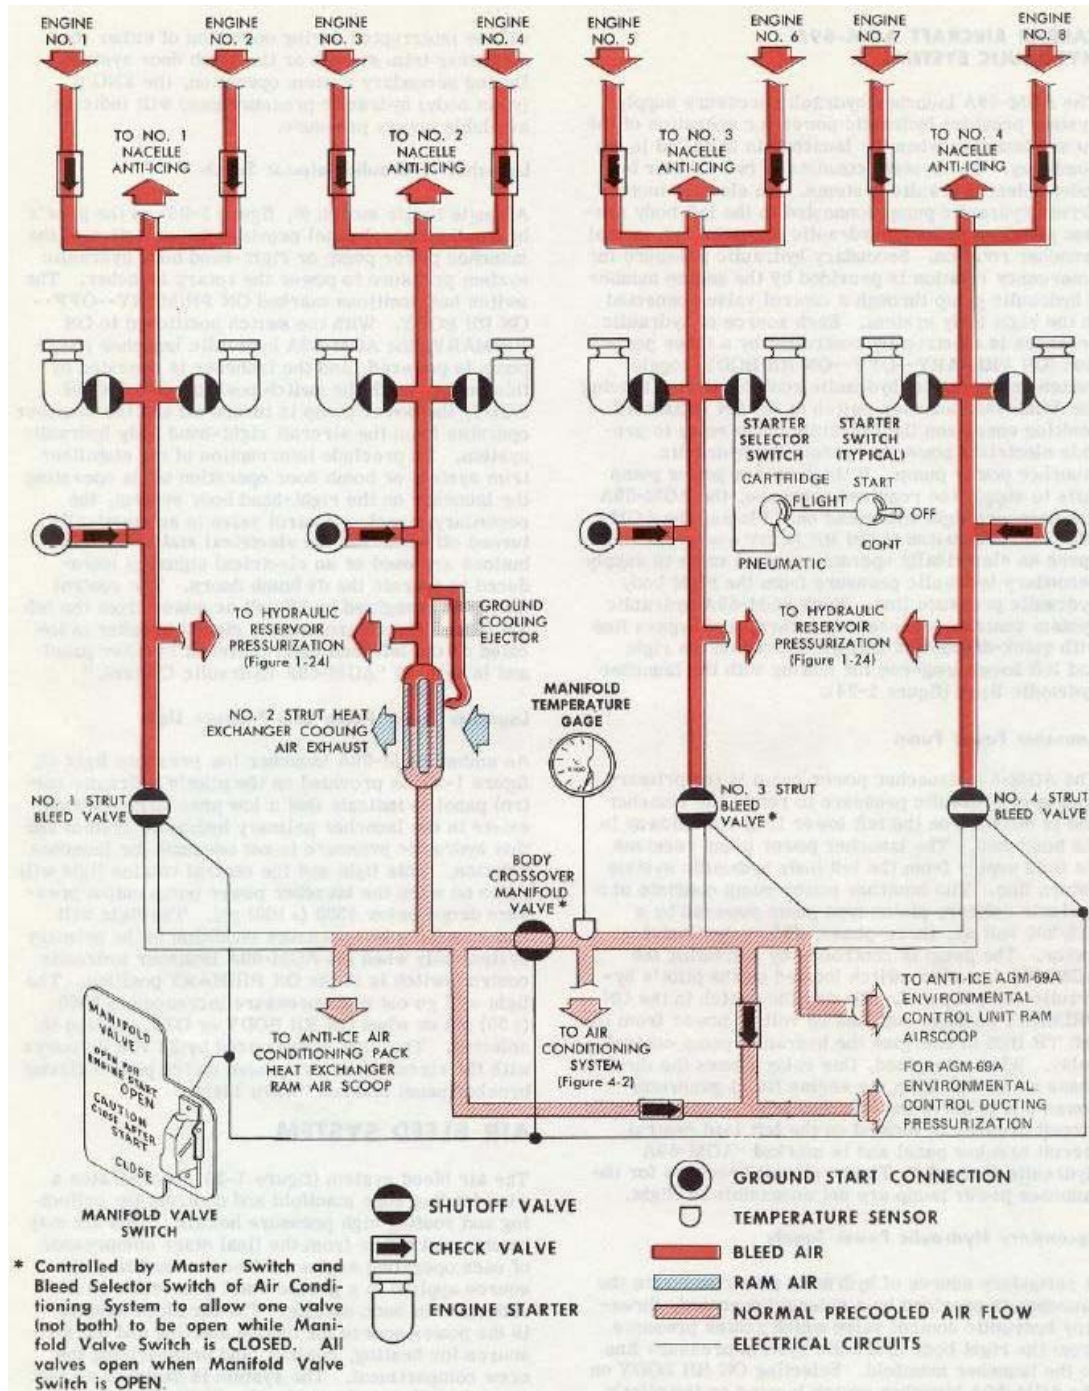 ENGINE NO. 1
ENGINE NO. 2
ENGINE NO. 3
ENGINE NO. 4
ENGINE NO. 5
ENGINE NO. 6
ENGINE NO. 7
ENGINE NO. 8
TO NO. 1
NACELLE
ANTI-ICING
TO NO. 2
NACELLE
ANTI-ICING
TO NO. 3
NACELLE
ANTI-ICING
TO NO. 4
NACELLE
ANTI-ICING
STARTER
SELECTOR
SWITCH
STARTER
SWITCH
(TYPICAL)
CARTRIDGE
FLIGHT
PNEUMATIC
START
OFF
CONT
TO HYDRAULIC
RESERVOIR
PRESSURIZATION
(Figure 1-24)
GROUND
COOLING
EJECTOR
TO HYDRAULIC
RESERVOIR
PRESSURIZATION
(Figure 1-24)
NO. 2 STRUT HEAT
EXCHANGER COOLING
AIR EXHAUST
MANIFOLD
TEMPERATURE
GAGE
NO. 1 STRUT
BLEED VALVE
NO. 3 STRUT
BLEED
VALVE *
NO. 4 STRUT
BLEED VALVE
BODY
CROSSOVER
MANIFOLD
VALVE *
TO ANTI-ICE AIR
CONDITIONING PACK
HEAT EXCHANGER
RAM AIR SCOOP
TO AIR
CONDITIONING
SYSTEM
(Figure 4-2)
TO ANTI-ICE AGM-69A
ENVIRONMENTAL
CONTROL UNIT RAM
AIRSCOOP
FOR AGM-69A
ENVIRONMENTAL
CONTROL DUCTING
PRESSURIZATION
MANIFOLD
VALVE
OPEN FOR
ENGINE START
OPEN
CAUTION
CLOSE AFTER
START
CLOSE
MANIFOLD VALVE
SWITCH
SHUTOFF VALVE
CHECK VALVE
ENGINE STARTER
GROUND START CONNECTION
TEMPERATURE SENSOR
BLEED AIR
RAM AIR
NORMAL PRECOOLED AIR FLOW
ELECTRICAL CIRCUITS
* Controlled by Master Switch and
Bleed Selector Switch of Air Condi-
tioning System to allow one valve
(not both) to be open while Mani-
fold Valve Switch is CLOSED. All
valves open when Manifold Valve
Switch is OPEN.